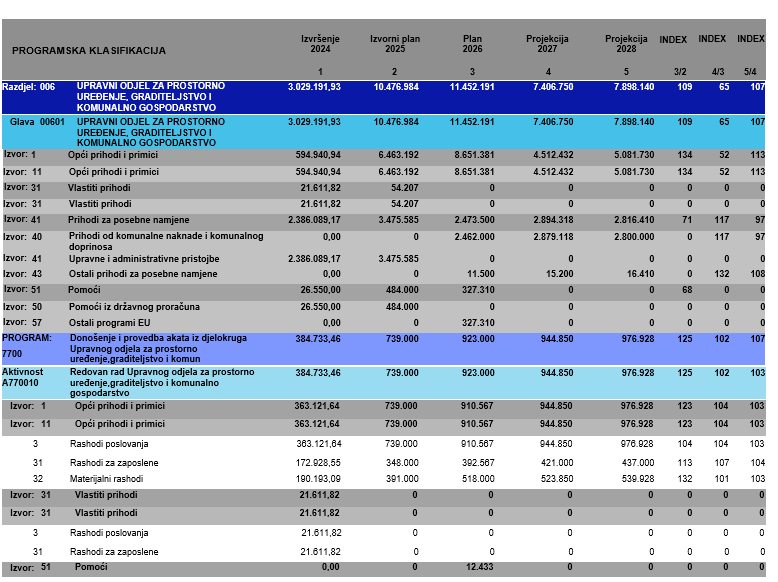 PROGRAMSKA KLASIFIKACIJA Izvršenje 2024 Izvorni plan 2025 Plan 2026 Projekcija 2027 Projekcija 2028 INDEX INDEX INDEX
1 2 3 4 5 3/2 4/3 5/4
Razdjel: 006 UPRAVNI ODJEL ZA PROSTORNO 3.029.191,93 10.476.984 11.452.191 7.406.750 7.898.140 109 65 107
UREĐENJE, GRADITELJSTVO I
KOMUNALNO GOSPODARSTVO
Glava 00601 UPRAVNI ODJEL ZA PROSTORNO 3.029.191,93 10.476.984 11.452.191 7.406.750 7.898.140 109 65 107
UREĐENJE, GRADITELJSTVO I
KOMUNALNO GOSPODARSTVO
Izvor: 1 Opći prihodi i primici 594.940,94 6.463.192 8.651.381 4.512.432 5.081.730 134 52 113
Izvor: 11 Opći prihodi i primici 594.940,94 6.463.192 8.651.381 4.512.432 5.081.730 134 52 113
Izvor: 31 Vlastiti prihodi 21.611,82 54.207 0 0 0 0 0 0
Izvor: 31 Vlastiti prihodi 21.611,82 54.207 0 0 0 0 0 0
Izvor: 41 Prihodi za posebne namjene 2.386.089,17 3.475.585 2.473.500 2.894.318 2.816.410 71 117 97
Izvor: 40 Prihodi od komunalne naknade i komunalnog 0,00 0 2.462.000 2.879.118 2.800.000 0 117 97
doprinosa
Izvor: 41 Upravne i administrativne pristojbe 2.386.089,17 3.475.585 0 0 0 0 0 0
Izvor: 43 Ostali prihodi za posebne namjene 0,00 0 11.500 15.200 16.410 0 132 108
Izvor: 51 Pomoći 26.550,00 484.000 327.310 0 0 68 0 0
Izvor: 50 Pomoći iz državnog proračuna 26.550,00 484.000 0 0 0 0 0 0
Izvor: 57 Ostali programi EU 0,00 0 327.310 0 0 0 0 0
PROGRAM: Donošenje i provedba akata iz djelokruga 384.733,46 739.000 923.000 944.850 976.928 125 102 107
7700 Upravnog odjela za prostorno
uređenje,graditeljstvo i komun
Aktivnost Redovan rad Upravnog odjela za prostorno 384.733,46 739.000 923.000 944.850 976.928 125 102 103
A770010 uređenje,graditeljstvo i komunalno
gospodarstvo
Izvor: 1 Opći prihodi i primici 363.121,64 739.000 910.567 944.850 976.928 123 104 103
Izvor: 11 Opći prihodi i primici 363.121,64 739.000 910.567 944.850 976.928 123 104 103
3 Rashodi poslovanja 363.121,64 739.000 910.567 944.850 976.928 104 104 103
31 Rashodi za zaposlene 172.928,55 348.000 392.567 421.000 437.000 113 107 104
32 Materijalni rashodi 190.193,09 391.000 518.000 523.850 539.928 132 101 103
Izvor: 31 Vlastiti prihodi 21.611,82 0 0 0 0 0 0 0
Izvor: 31 Vlastiti prihodi 21.611,82 0 0 0 0 0 0 0
3 Rashodi poslovanja 21.611,82 0 0 0 0 0 0 0
31 Rashodi za zaposlene 21.611,82 0 0 0 0 0 0 0
Izvor: 51 Pomoći 0,00 0 12.433 0 0 0 0 0